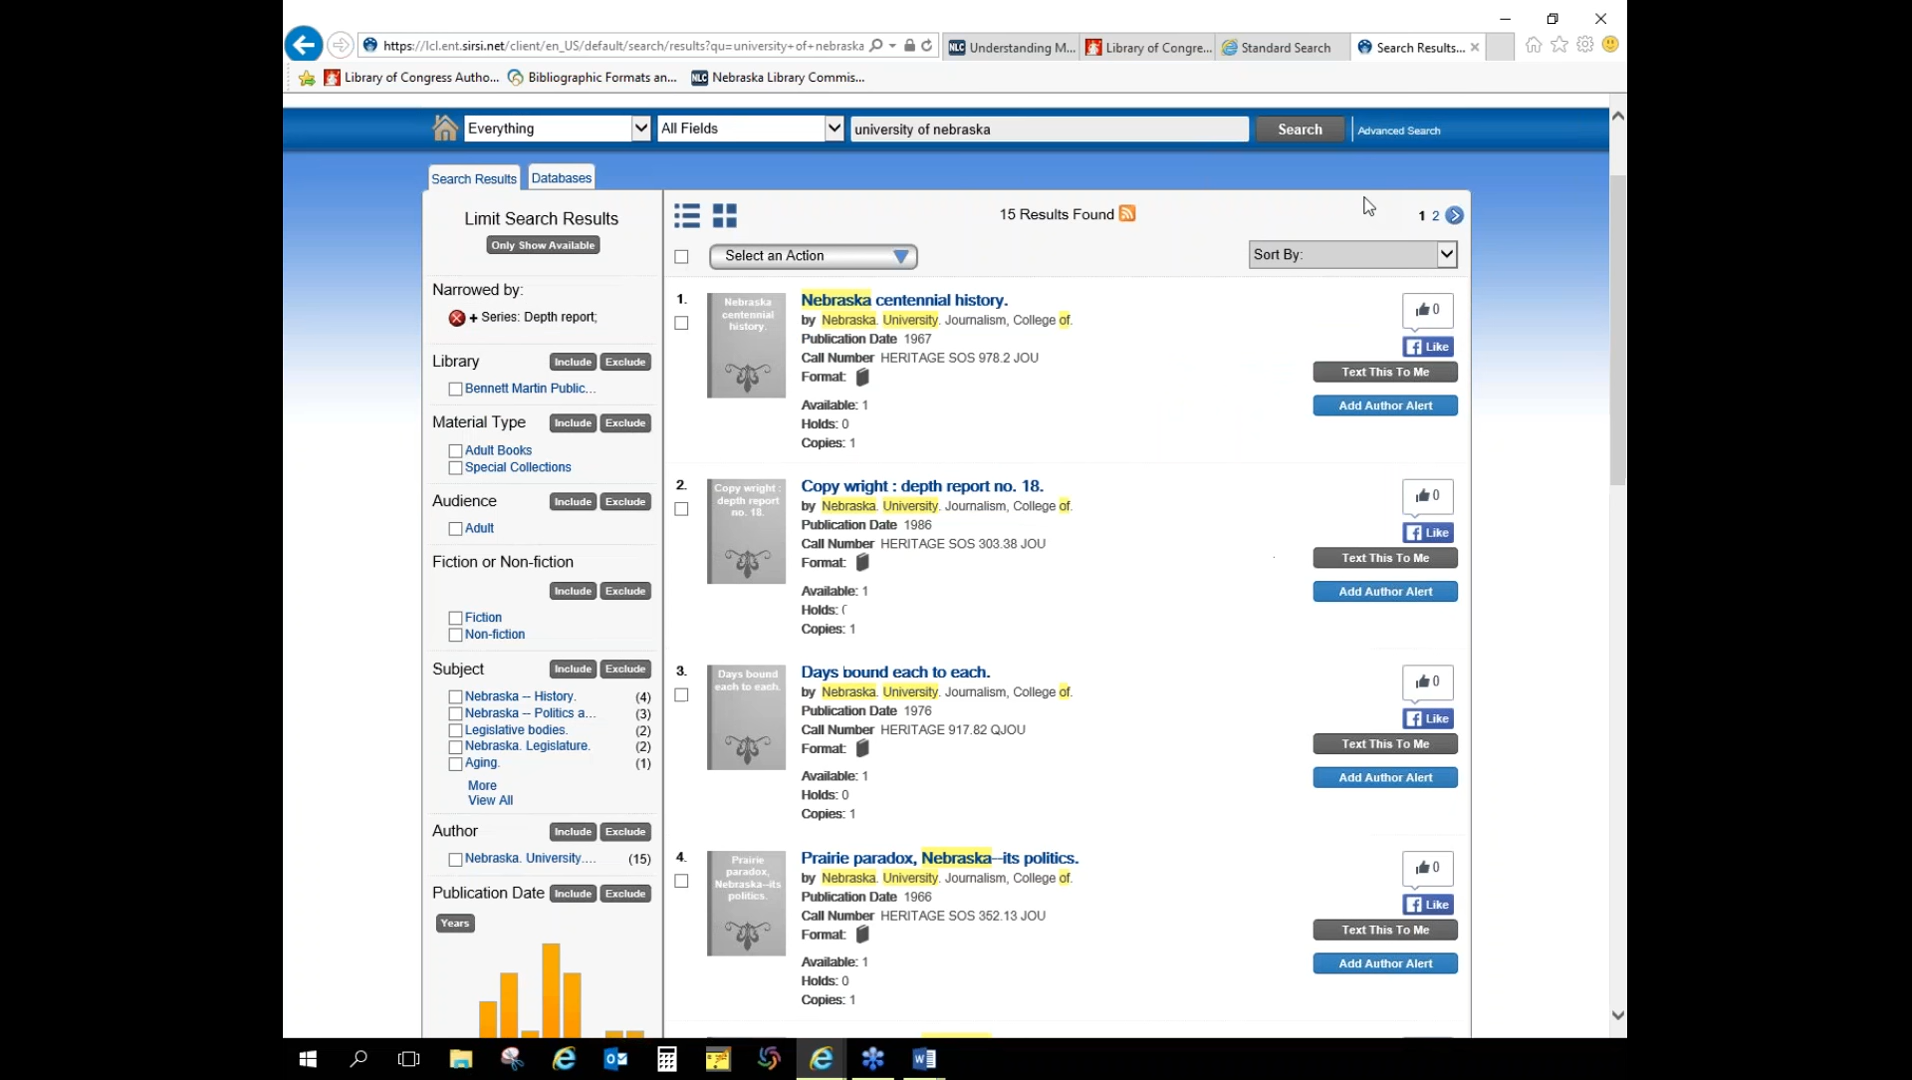 https://lcl.ent.sirsi.net/client/en_US/default/search/results?qu=university+of+nebraska
Understanding M...
Library of Congre...
Standard Search
Search Results...
Library of Congress Autho...
Bibliographic Formats an...
NLC Nebraska Library Commis...
Everything
All Fields
university of nebraska
Search
Advanced Search
Search Results
Databases
Limit Search Results
Only Show Available
Narrowed by:
+ Series: Depth report;
Library Include Exclude
Bennett Martin Public...
Material Type Include Exclude
Adult Books
Special Collections
Audience Include Exclude
Adult
Fiction or Non-fiction
Include Exclude
Fiction
Non-fiction
Subject Include Exclude
Nebraska -- History. (4)
Nebraska -- Politics a... (3)
Legislative bodies. (2)
Nebraska. Legislature. (2)
Aging. (1)
More
View All
Author Include Exclude
Nebraska. University.... (15)
Publication Date Include Exclude
Years
15 Results Found
1 2
Select an Action
Sort By:
1.
Nebraska centennial history.
Nebraska centennial history.
by Nebraska. University. Journalism, College of.
Publication Date 1967
Call Number HERITAGE SOS 978.2 JOU
Format:
Available: 1
Holds: 0
Copies: 1
0
Like
Text This To Me
Add Author Alert
2.
Copy wright : depth report no. 18.
Copy wright : depth report no. 18.
by Nebraska. University. Journalism, College of.
Publication Date 1986
Call Number HERITAGE SOS 303.38 JOU
Format:
Available: 1
Holds:
Copies: 1
0
Like
Text This To Me
Add Author Alert
3.
Days bound each to each.
Days bound each to each.
by Nebraska. University. Journalism, College of.
Publication Date 1976
Call Number HERITAGE 917.82 QJOU
Format:
Available: 1
Holds: 0
Copies: 1
0
Like
Text This To Me
Add Author Alert
4.
Prairie paradox, Nebraska--its politics.
Prairie paradox, Nebraska--its politics.
by Nebraska. University. Journalism, College of.
Publication Date 1966
Call Number HERITAGE SOS 352.13 JOU
Format:
Available: 1
Holds: 0
Copies: 1
0
Like
Text This To Me
Add Author Alert